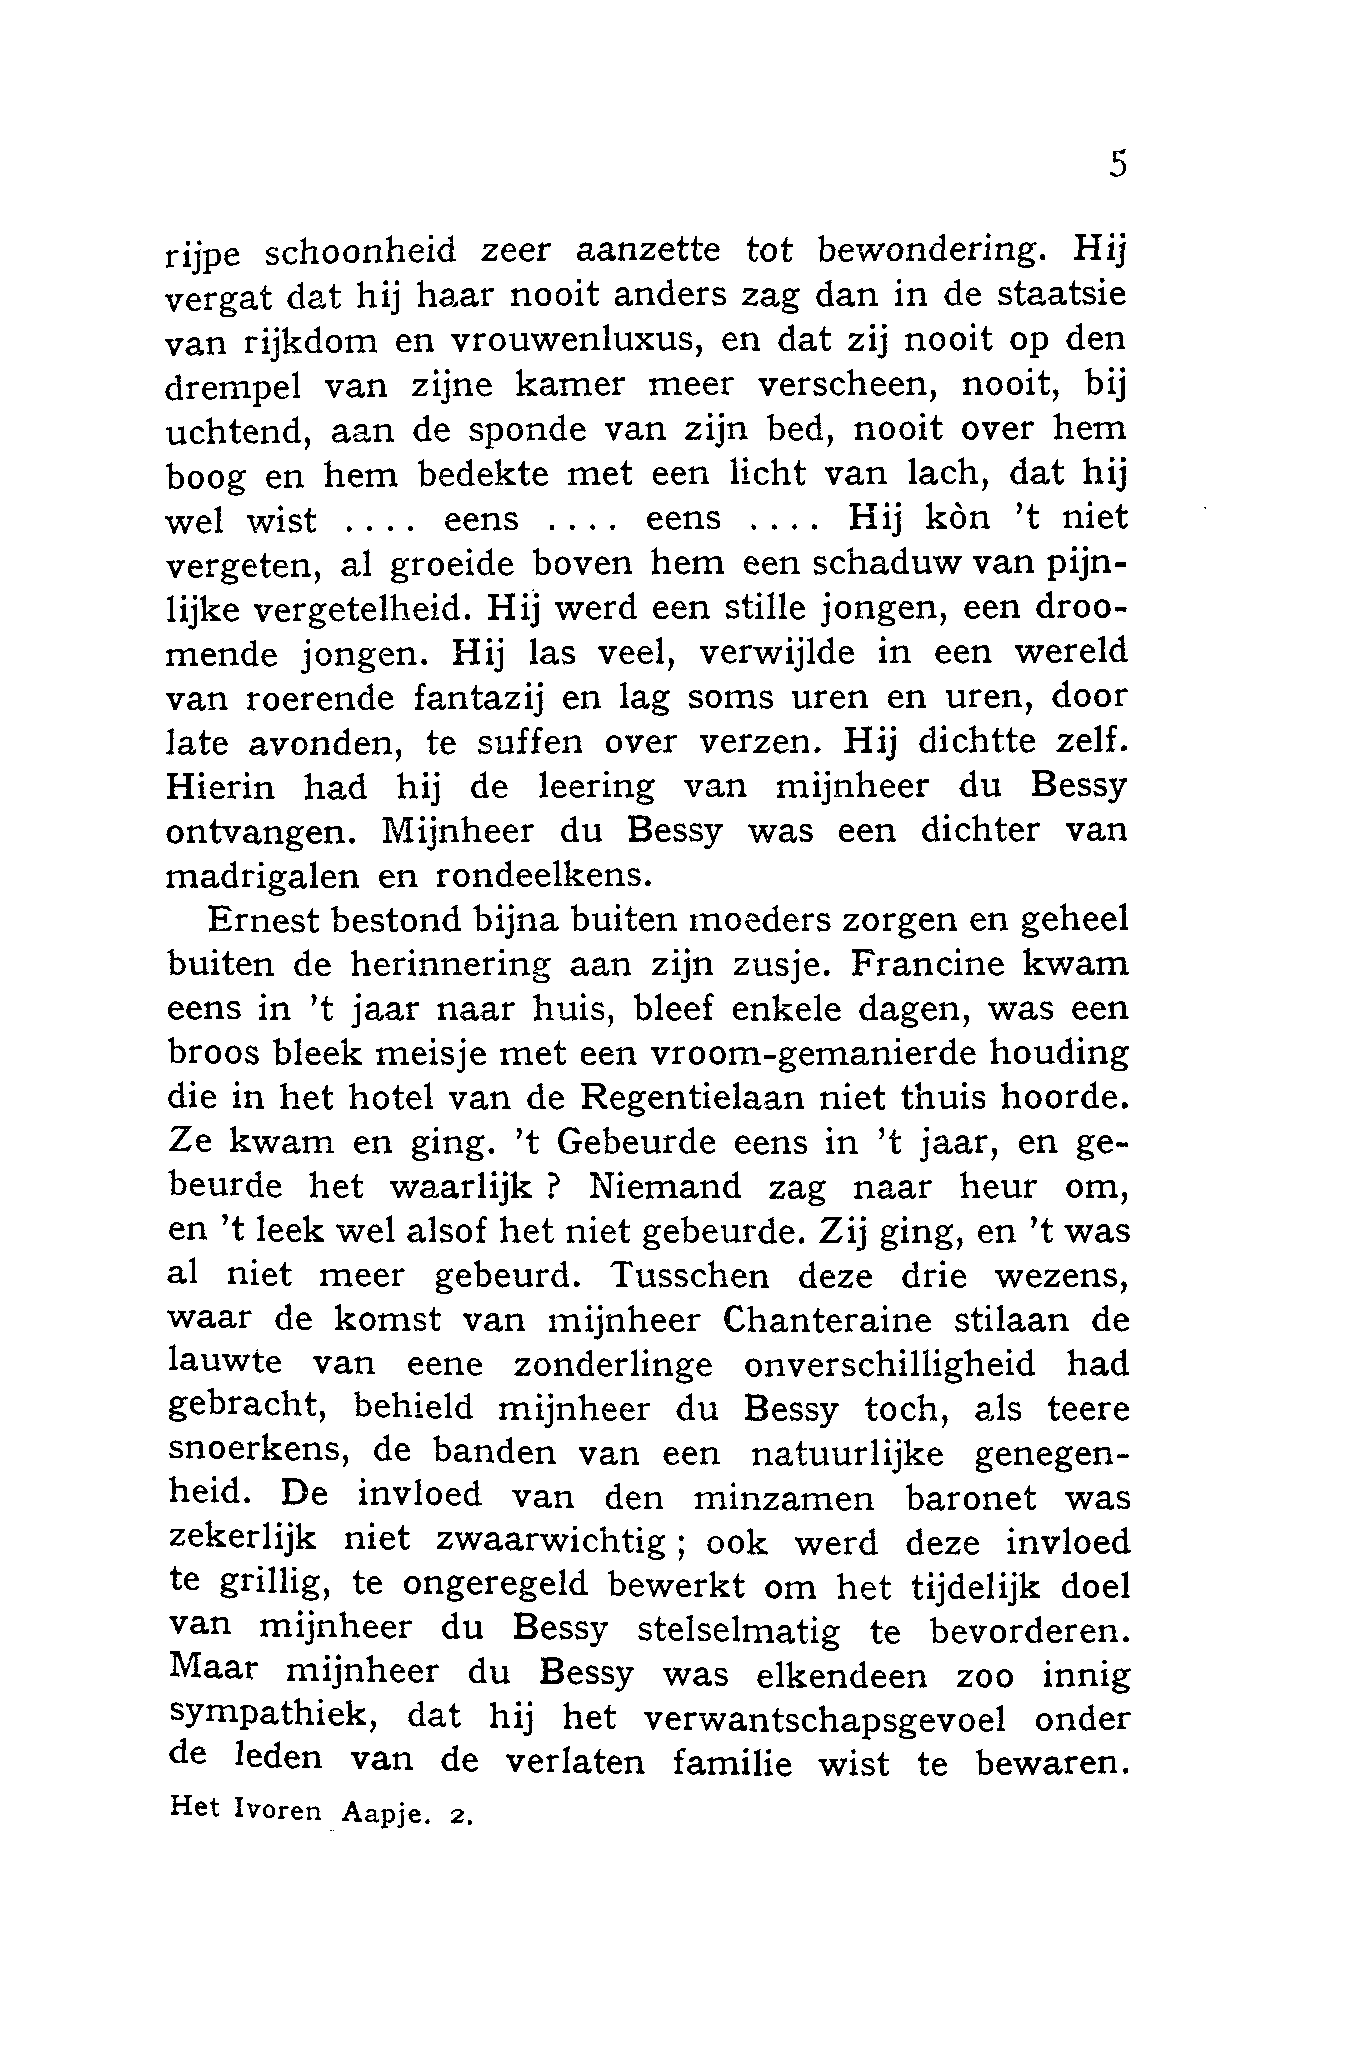 5
rijpe schoonheid zeer aanzette tot bewondering. Hij
vergat dat hij haar nooit anders zag dan in de staatsie
van rijkdom en vrouwenluxus, en dat zij nooit op den
drempel van zijne kamer meer verscheen, nooit, bij
uchtend, aan de sponde van zijn bed, nooit over hem
boog en hem bedekte met een licht van lach, dat hij
wel wist .... eens .... eens .... Hij kòn 't niet
vergeten, al groeide boven hem een schaduw van pijn-
lijke vergetelheid. Hij werd een stille jongen, een droo-
mende jongen. Hij las veel, verwijlde in een wereld
van roerende fantazij en lag soms uren en uren, door
late avonden, te suffen over verzen. Hij dichtte zelf.
Hierin had hij de leering van mijnheer du Bessy
ontvangen. Mijnheer du Bessy was een dichter van
madrigalen en rondeelkens.
Ernest bestond bijna buiten moeders zorgen en geheel
buiten de herinnering aan zijn zusje. Francine kwam
eens in 't jaar naar huis, bleef enkele dagen, was een
broos bleek meisje met een vroom-gemanierde houding
die in het hotel van de Regentielaan niet thuis hoorde.
Ze kwam en ging. 't Gebeurde eens in 't jaar, en ge-
beurde het waarlijk ? Niemand zag naar heur om,
en 't leek wel alsof het niet gebeurde. Zij ging, en 't was
al niet meer gebeurd. Tusschen deze drie wezens,
waar de komst van mijnheer Chanteraine stilaan de
lauwte van eene zonderlinge onverschilligheid had
gebracht, behield mijnheer du Bessy toch, als teere
snoerkens, de banden van een natuurlijke genegen-
heid. De invloed van den minzamen baronet was
zekerlijk niet zwaarwichtig ; ook werd deze invloed
te grillig, te ongeregeld bewerkt om het tijdelijk doel
van mijnheer du Bessy stelselmatig te bevorderen.
Maar mijnheer du Bessy was elkendeen zoo innig
sympathiek, dat hij het verwantschapsgevoel onder
de leden van de verlaten familie wist te bewaren.
Het Ivoren Aapje. 2.